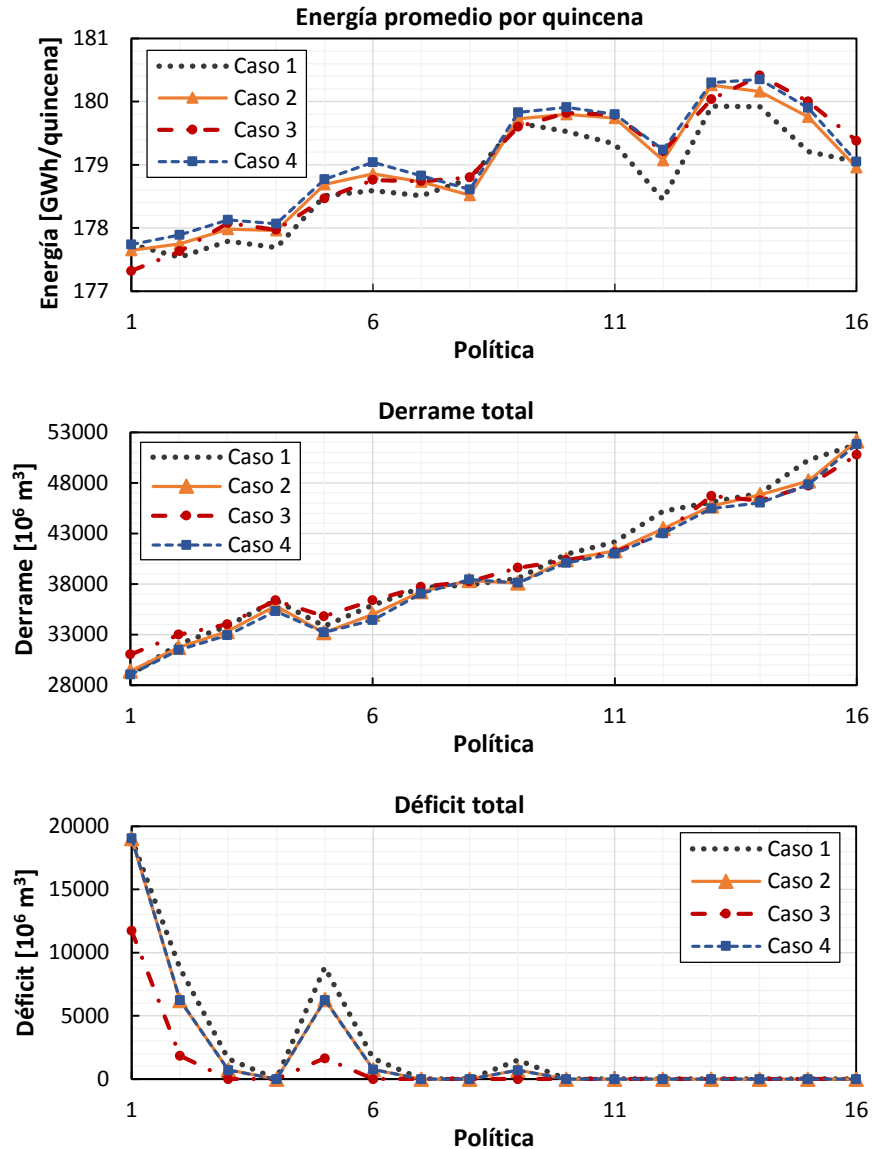 Energía promedio por quincena
Energía [GWh/quincena]
181
180
179
178
177
Caso 1
Caso 2
Caso 3
Caso 4
1
6
11
16
Política
Derrame total
Derrame [10⁶ m³]
53000
48000
43000
38000
33000
28000
Caso 1
Caso 2
Caso 3
Caso 4
1
6
11
16
Política
Déficit total
Déficit [10⁶ m³]
20000
15000
10000
5000
0
Caso 1
Caso 2
Caso 3
Caso 4
1
6
11
16
Política